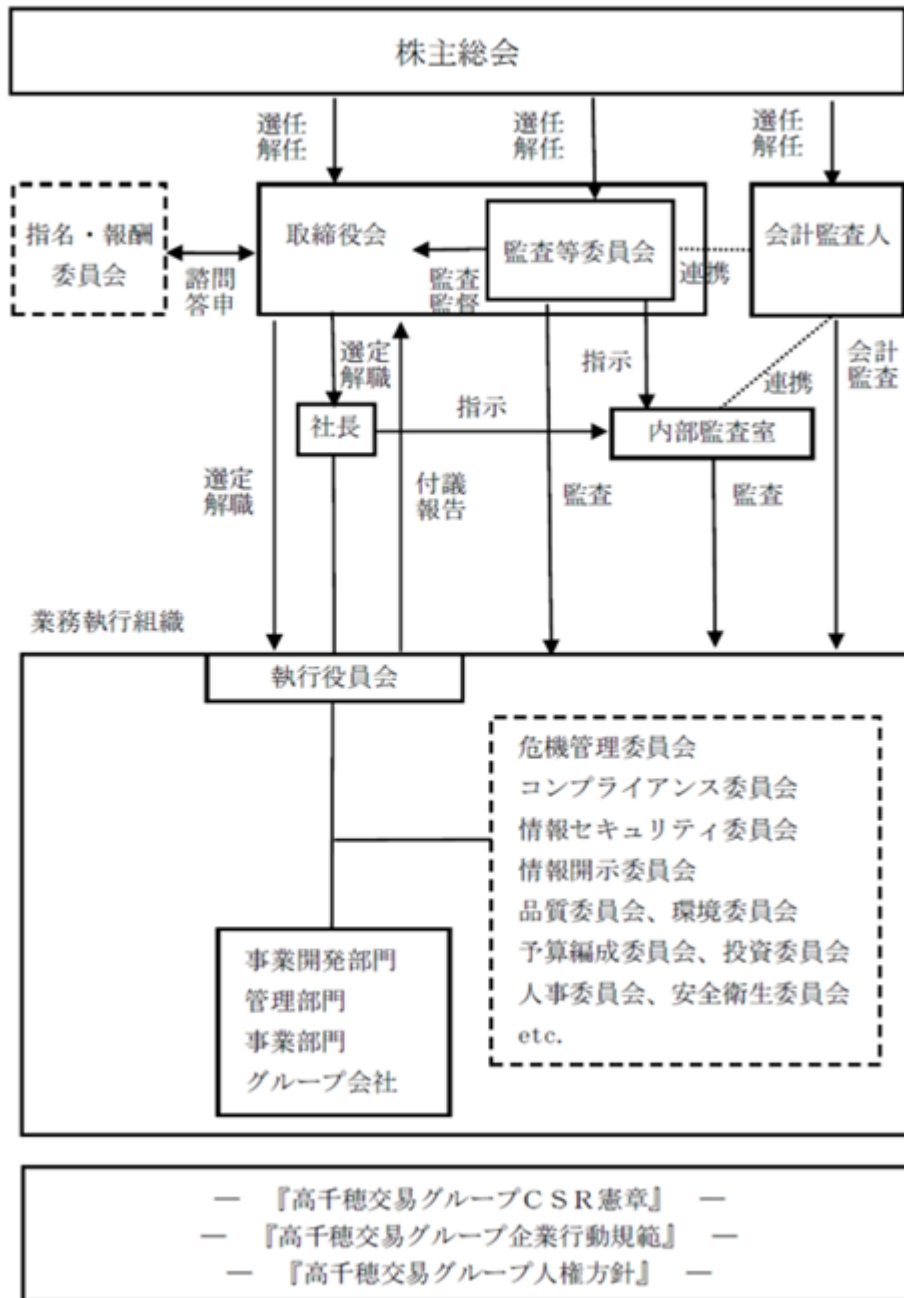 株主総会
選任
解任
選任
解任
選任
解任
指名・報酬
委員会
諮問
答申
取締役会
監査
監督
監査等委員会
連携
会計監査人
選定
解職
指示
連携
会計
監査
社長
指示
内部監査室
選定
解職
付議
報告
監査
監査
業務執行組織
執行役員会
危機管理委員会
コンプライアンス委員会
情報セキュリティ委員会
情報開示委員会
品質委員会、環境委員会
予算編成委員会、投資委員会
人事委員会、安全衛生委員会
etc.
事業開発部門
管理部門
事業部門
グループ会社
― 『高千穂交易グループCSR憲章』 ―
― 『高千穂交易グループ企業行動規範』 ―
― 『高千穂交易グループ人権方針』 ―